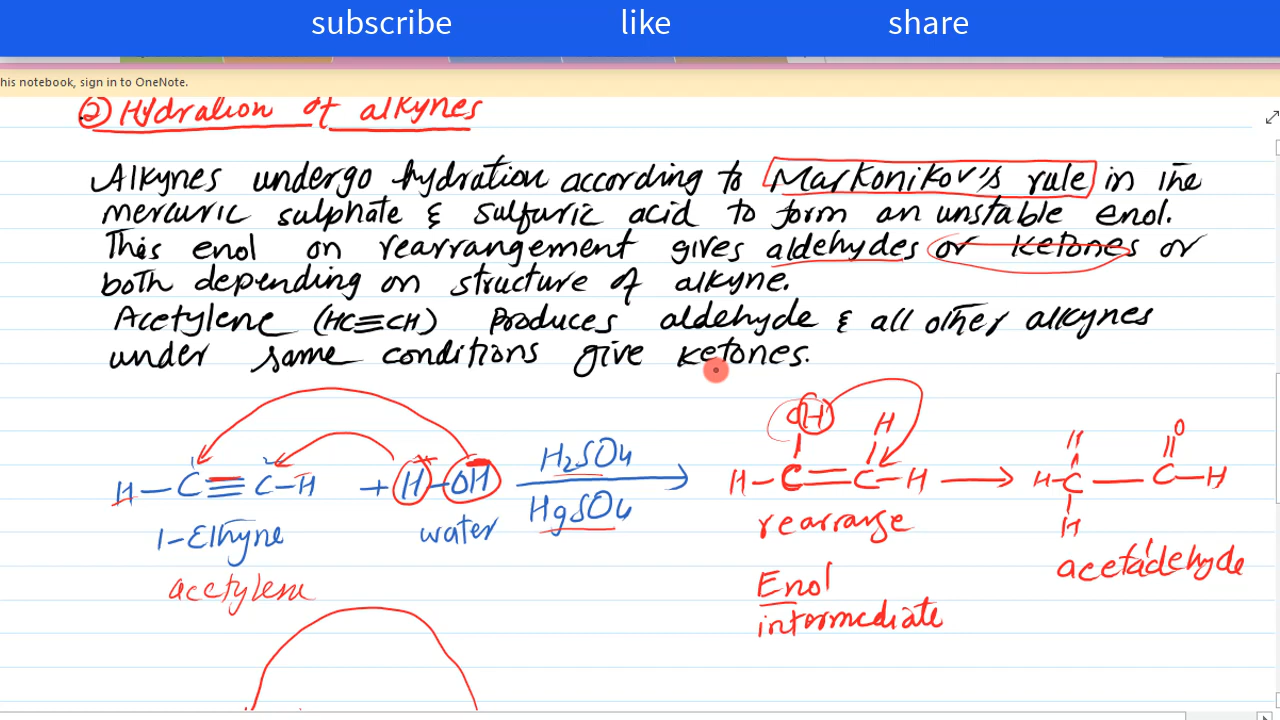 subscribe like share
his notebook, sign in to OneNote.
② Hydration of alkynes
Alkynes undergo hydration according to Markonikov's rule in the
mercuric sulphate & sulfuric acid to form an unstable enol.
This enol on rearrangement gives aldehydes or ketones or
both depending on structure of alkyne.
Acetylene (HC≡CH) Produces aldehyde & all other alkynes
under same conditions give ketones.
OH H H O
1 2
H-C≡C-H + H-OH H2SO4 H-C=C-H H-C-C-H
HgSO4
H
1-Ethyne water rearrange
acetaldehyde
acetylene Enol
intermediate